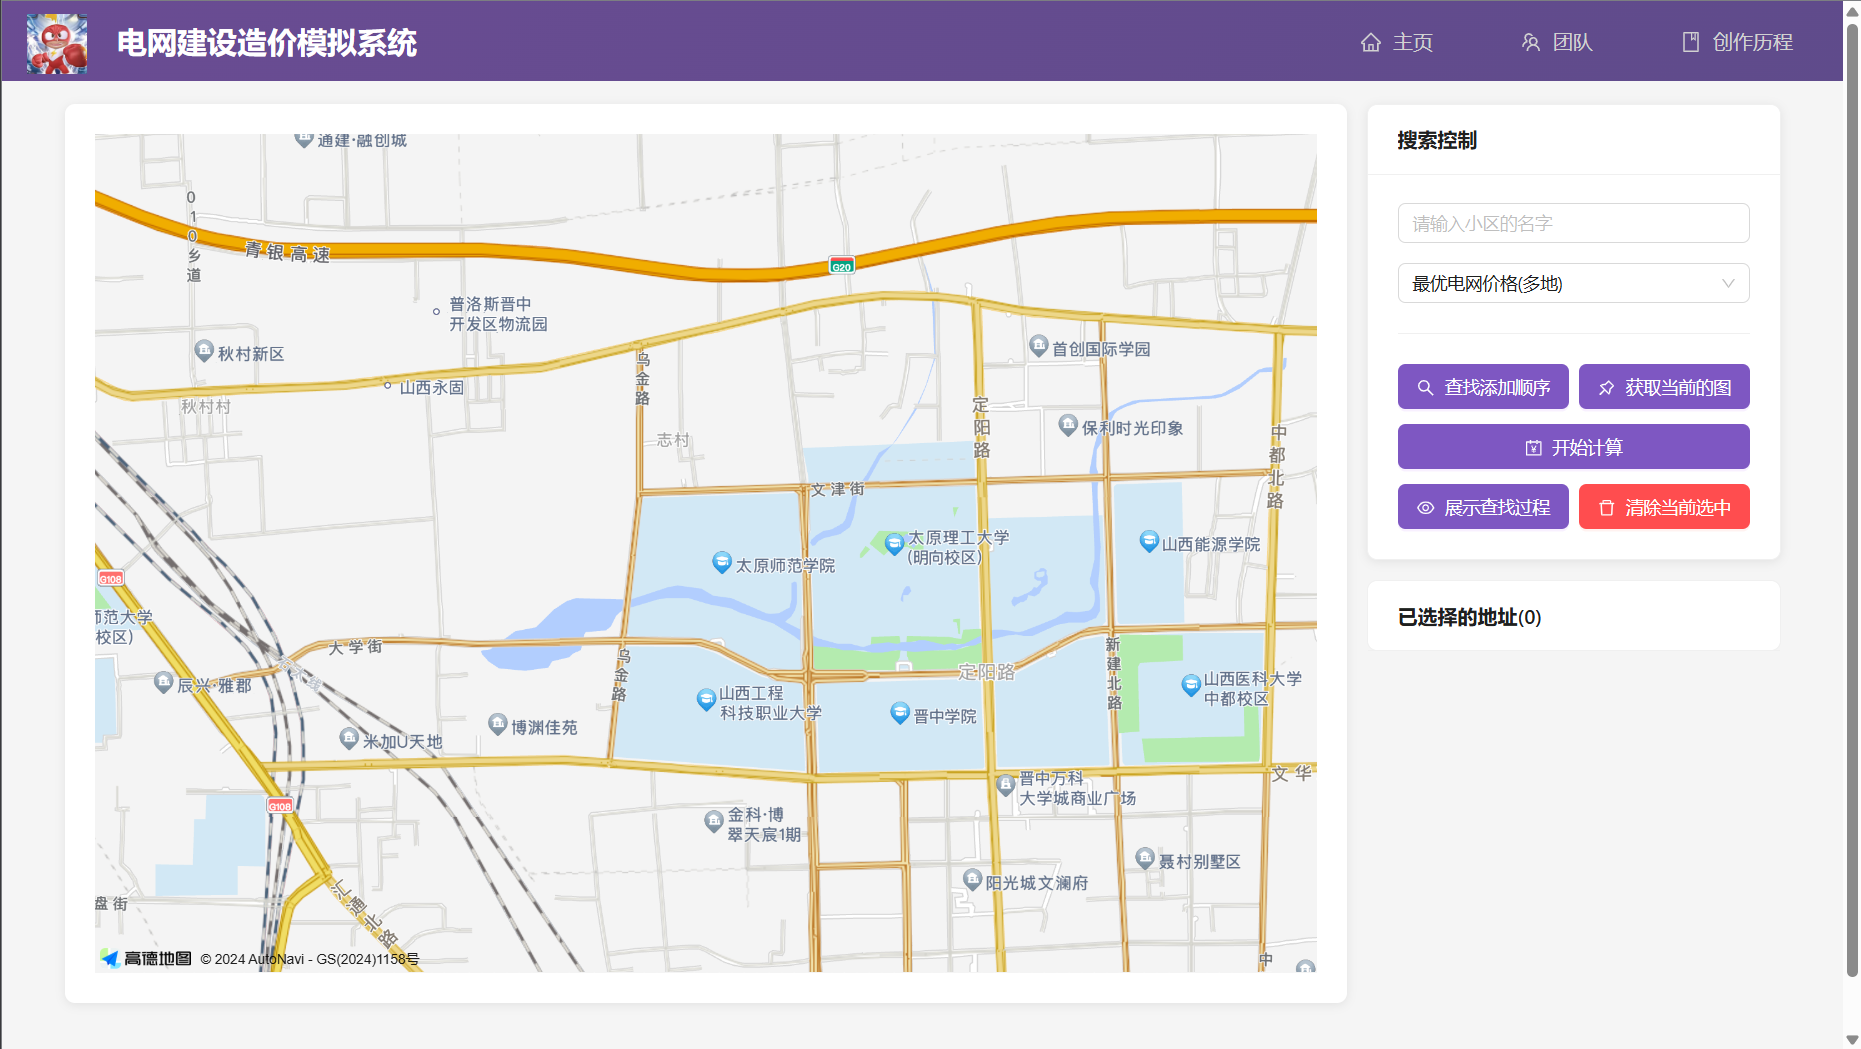 电网建设造价模拟系统
主页
团队
创作历程
通建·融创城
010乡道
青银高速
G20
普洛斯晋中
开发区物流园
秋村新区
山西永固
秋村村
乌金路
志村
定阳路
首创国际学园
保利时光印象
中都北路
文津街
太原理工大学
(明向校区)
太原师范学院
山西能源学院
G108
师范大学
校区)
大学街
乌金路
定阳路
新建北路
辰兴·雅郡
山西工程
科技职业大学
晋中学院
山西医科大学
中都校区
博渊佳苑
米加U天地
G108
晋中万科
大学城商业广场
文华
金科·博
翠天宸1期
聂村别墅区
阳光城文澜府
盘街
汇通北路
中
高德地图 © 2024 AutoNavi - GS(2024)1158号
搜索控制
请输入小区的名字
最优电网价格(多地)
查找添加顺序
获取当前的图
开始计算
展示查找过程
清除当前选中
已选择的地址(0)